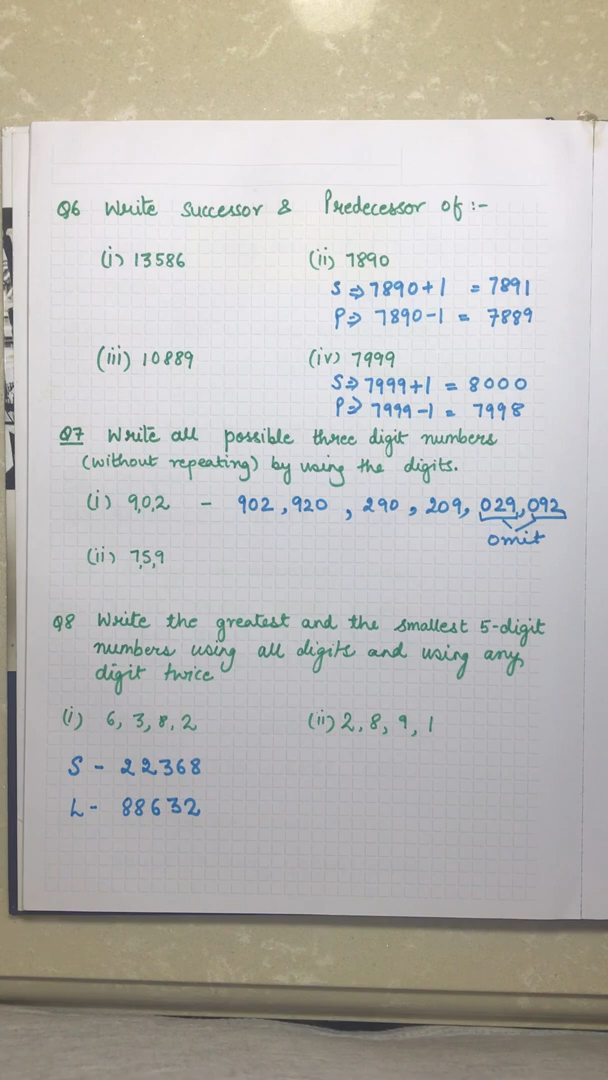 Q6 Write Successor & Predecessor of :-
(i) 13586 (ii) 7890
S ⇒ 7890+1 = 7891
P ⇒ 7890-1 = 7889
(iii) 10889 (iv) 7999
S ⇒ 7999+1 = 8000
P ⇒ 7999-1 = 7998
Q7 Write all possible three digit numbers
(without repeating) by using the digits.
(i) 9,0,2 - 902, 920, 290, 209, 029, 092
omit
(ii) 7,5,9
Q8 Write the greatest and the smallest 5-digit
numbers using all digits and using any
digit twice
(i) 6, 3, 8, 2 (ii) 2, 8, 9, 1
S - 22368
L - 88632